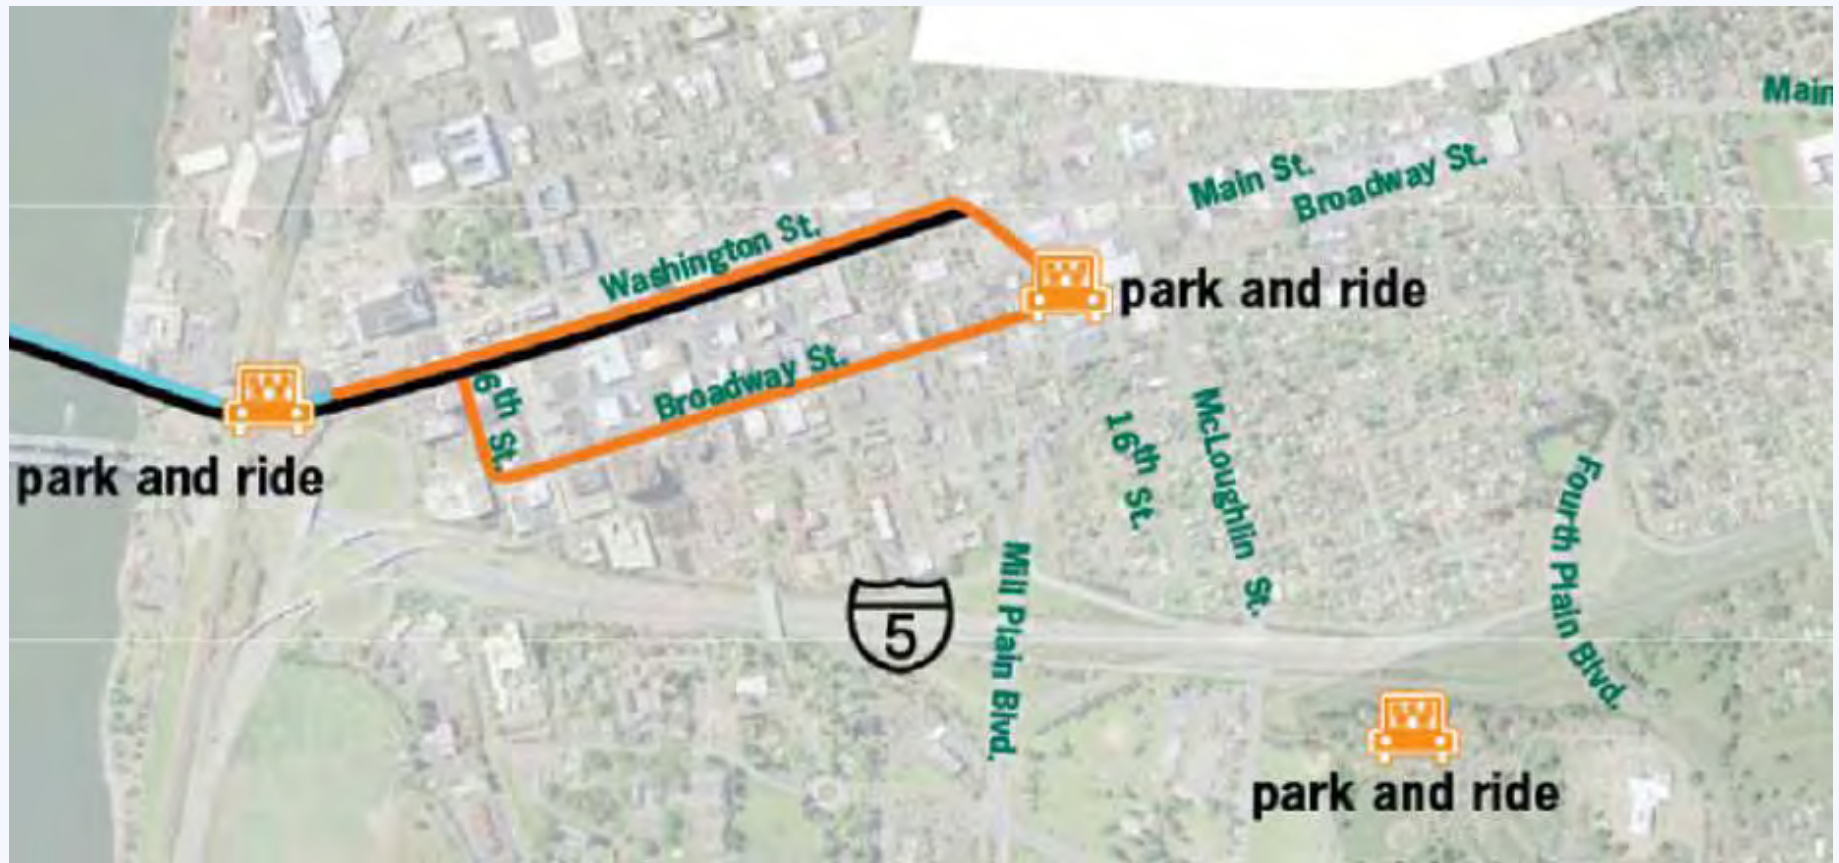 Main
Main St.
Broadway St.
Washington St.
park and ride
Broadway St.
6th St.
park and ride
16th St.
McLoughlin St.
Fourth Plain Blvd.
Mill Plain Blvd.
5
park and ride